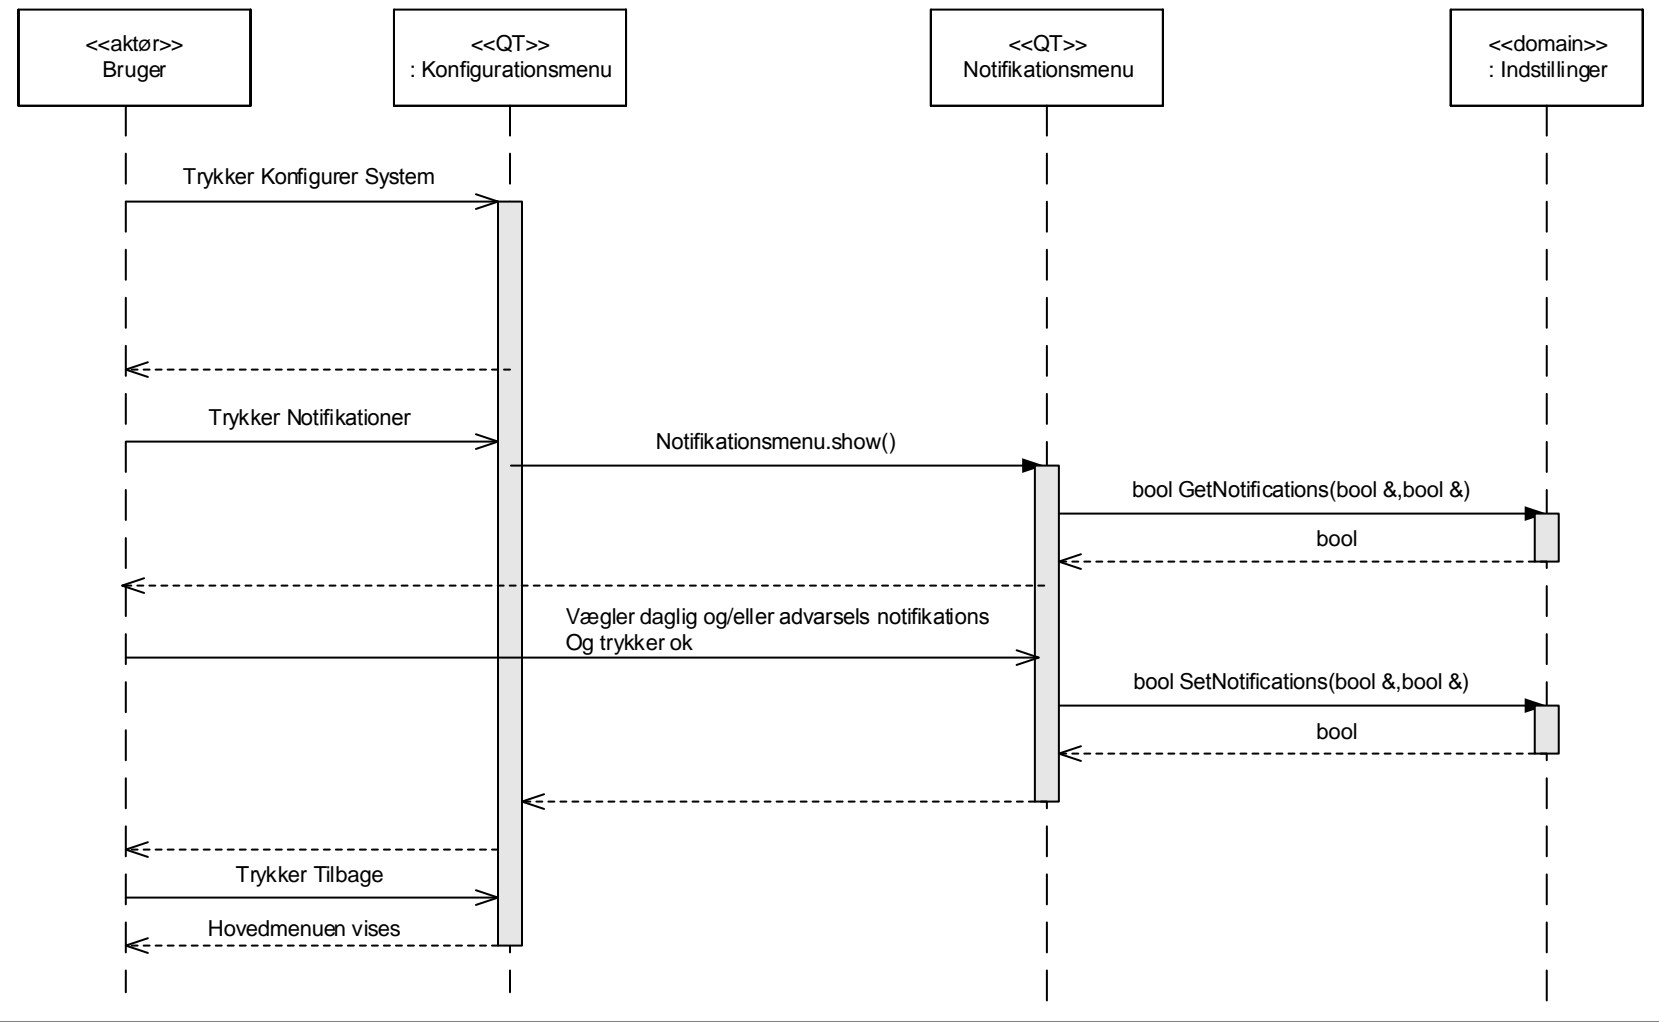 <<aktør>>
Bruger
<<QT>>
: Konfigurationsmenu
<<QT>>
Notifikationsmenu
<<domain>>
: Indstillinger
Trykker Konfigurer System
Trykker Notifikationer
Notifikationsmenu.show()
bool GetNotifications(bool &,bool &)
bool
Vægler daglig og/eller advarsels notifikations
Og trykker ok
bool SetNotifications(bool &,bool &)
bool
Trykker Tilbage
Hovedmenuen vises